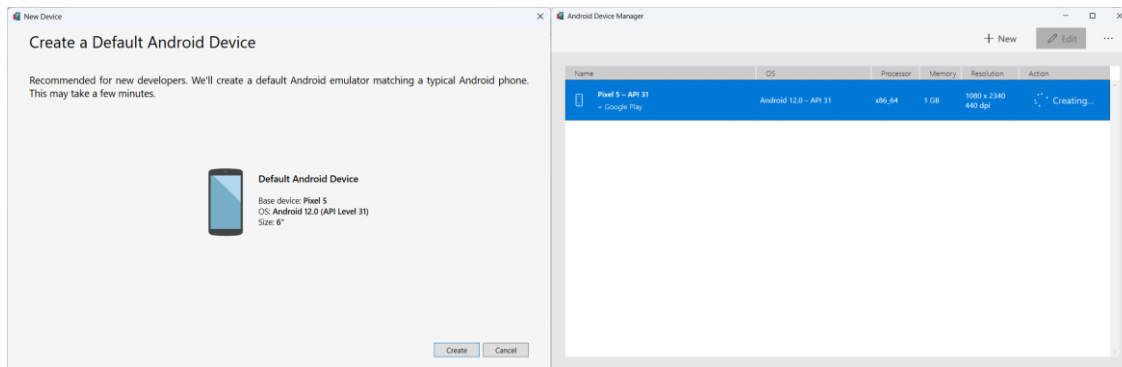 New Device
Create a Default Android Device
Recommended for new developers. We'll create a default Android emulator matching a typical Android phone.
This may take a few minutes.
Default Android Device
Base device: Pixel 5
OS: Android 12.0 (API Level 31)
Size: 6"
Create Cancel
Android Device Manager
+ New Edit ...
Name OS Processor Memory Resolution Action
Pixel 5 – API 31
+ Google Play
Android 12.0 – API 31
x86_64
1 GB
1080 x 2340
440 dpi
Creating...